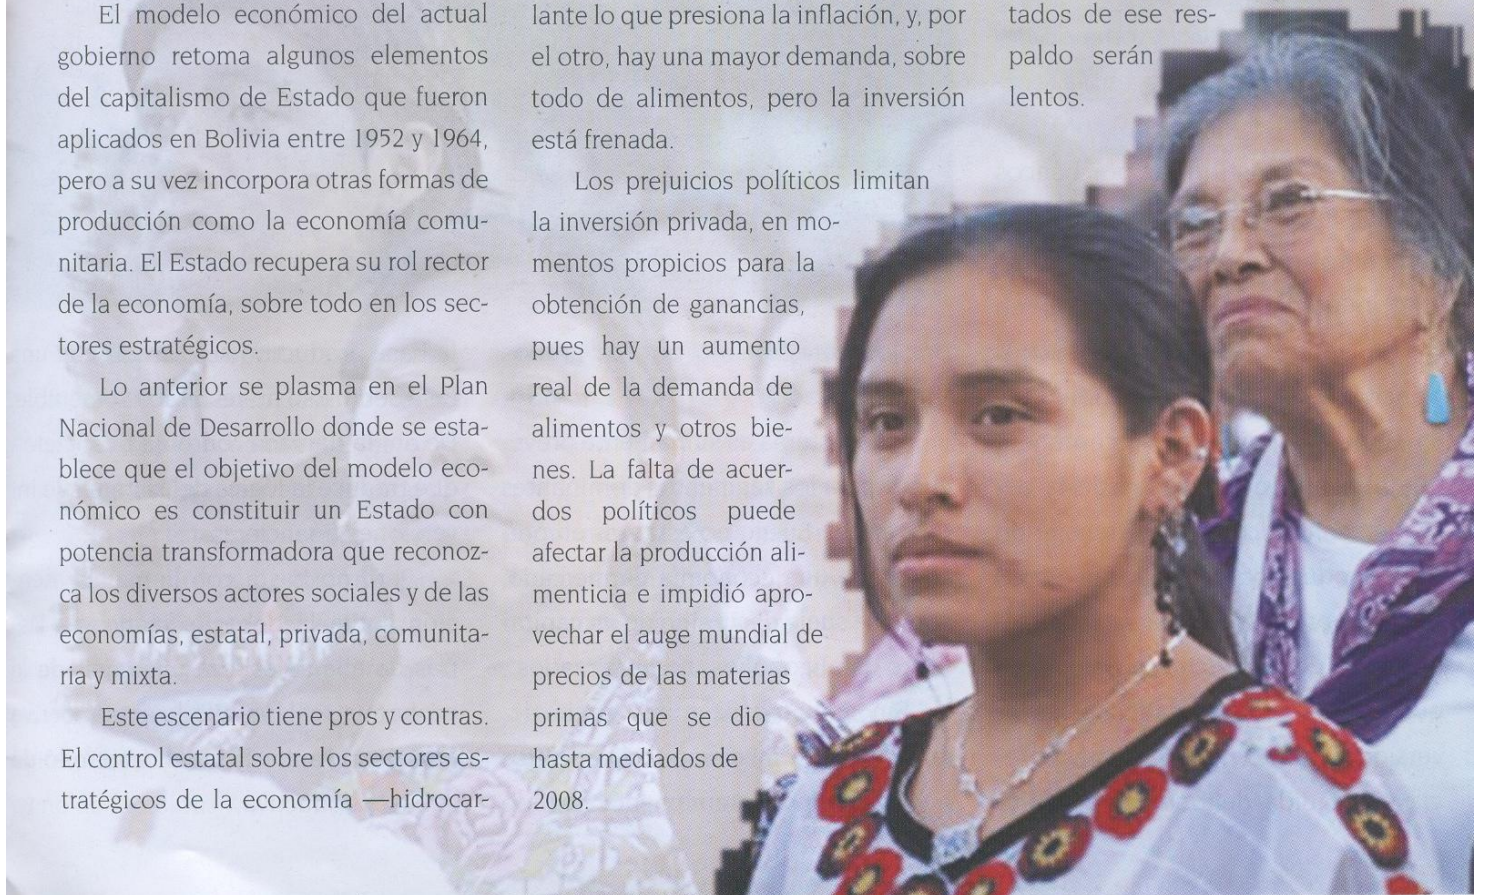 El modelo económico del actual
gobierno retoma algunos elementos
del capitalismo de Estado que fueron
aplicados en Bolivia entre 1952 y 1964,
pero a su vez incorpora otras formas de
producción como la economía comu-
nitaria. El Estado recupera su rol rector
de la economía, sobre todo en los sec-
tores estratégicos.
Lo anterior se plasma en el Plan
Nacional de Desarrollo donde se esta-
blece que el objetivo del modelo eco-
nómico es constituir un Estado con
potencia transformadora que reconoz-
ca los diversos actores sociales y de las
economías, estatal, privada, comunita-
ria y mixta.
Este escenario tiene pros y contras.
El control estatal sobre los sectores es-
tratégicos de la economía —hidrocar-
lante lo que presiona la inflación, y, por
el otro, hay una mayor demanda, sobre
todo de alimentos, pero la inversión
está frenada.
Los prejuicios políticos limitan
la inversión privada, en mo-
mentos propicios para la
obtención de ganancias,
pues hay un aumento
real de la demanda de
alimentos y otros bie-
nes. La falta de acuer-
dos políticos puede
afectar la producción ali-
menticia e impidió apro-
vechar el auge mundial de
precios de las materias
primas que se dio
hasta mediados de
2008.
tados de ese res-
paldo serán
lentos.